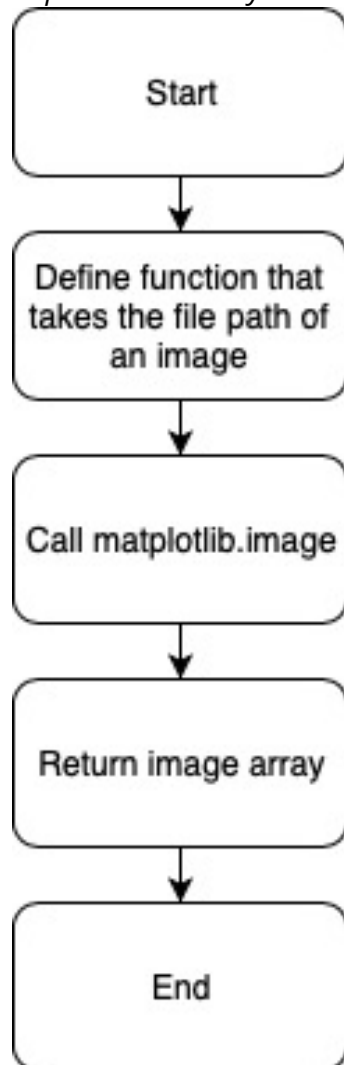 Start
Define function that
takes the file path of
an image
Call matplotlib.image
Return image array
End